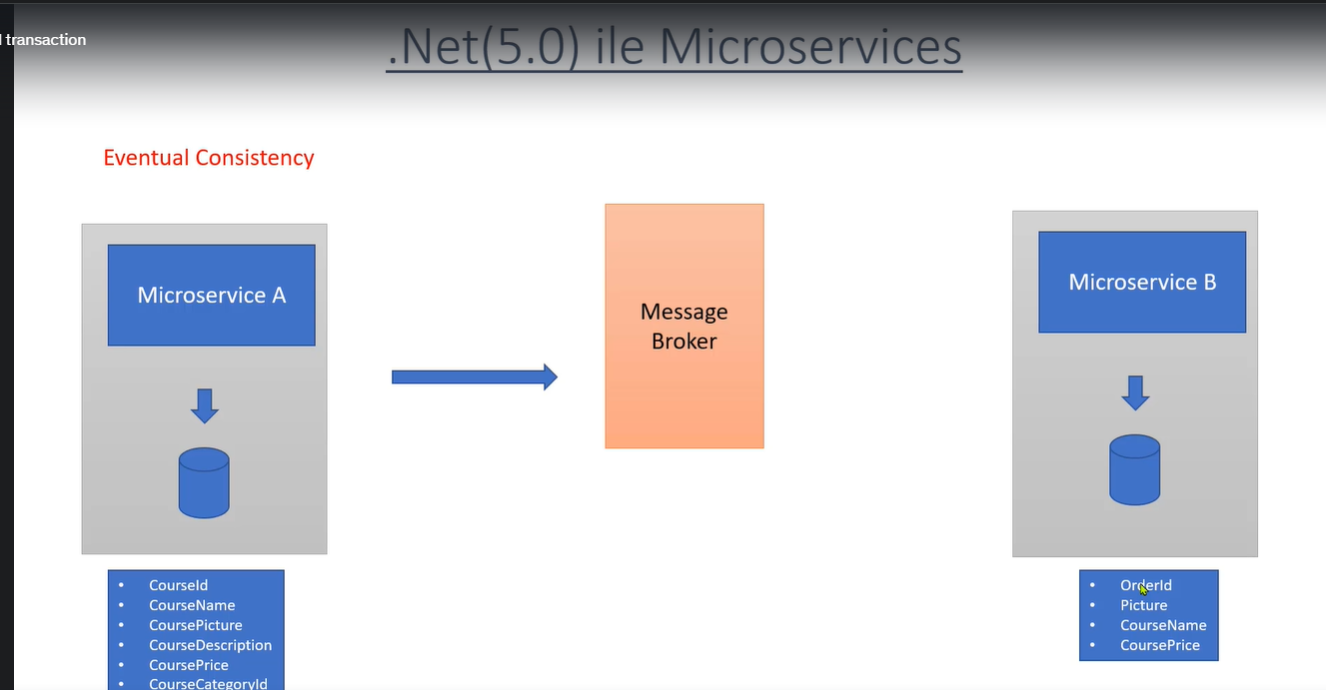 l transaction
.Net(5.0) ile Microservices
Eventual Consistency
Microservice A
Message
Broker
Microservice B
• CourseId
• CourseName
• CoursePicture
• CourseDescription
• CoursePrice
• CourseCategoryId
• OrderId
• Picture
• CourseName
• CoursePrice